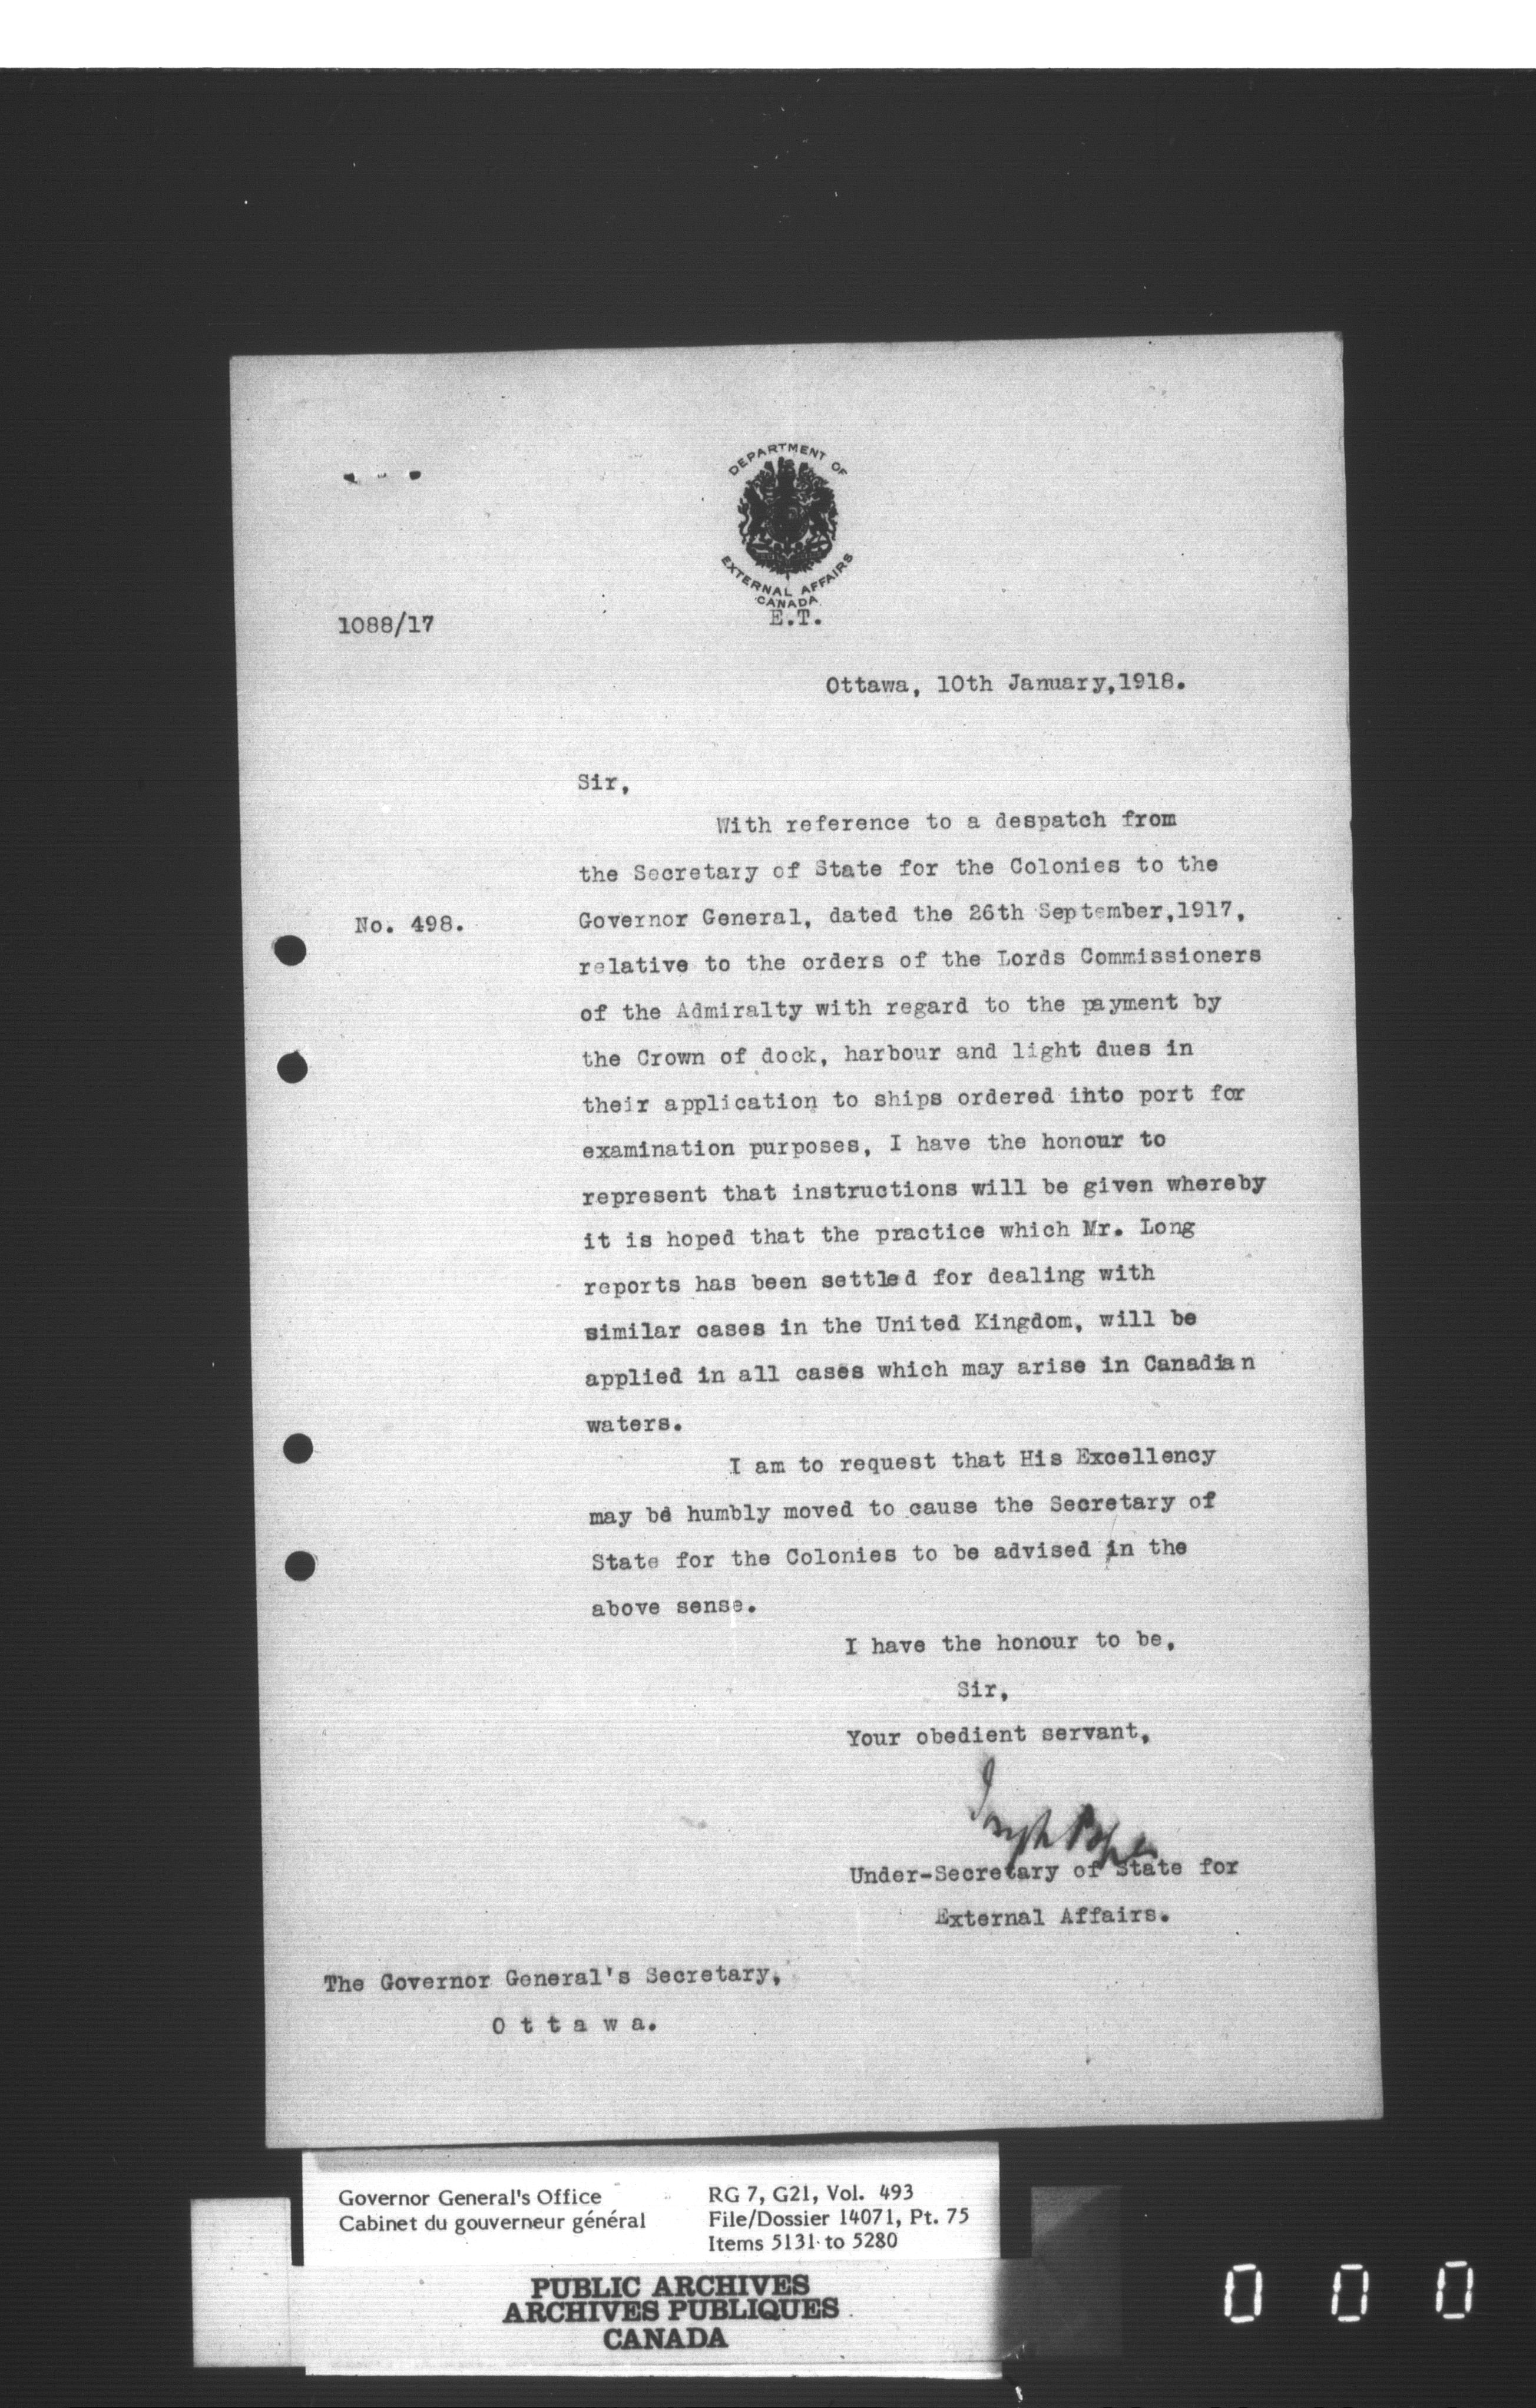 DEPARTMENT OF
EXTERNAL AFFAIRS
CANADA
E.T.
1088/17
Ottawa, 10th January,1918.
Sir,
With reference to a despatch from
the Secretary of State for the Colonies to the
No. 498.
Governor General, dated the 26th September,1917,
relative to the orders of the Lords Commissioners
of the Admiralty with regard to the payment by
the Crown of dock, harbour and light dues in
their application to ships ordered into port for
examination purposes, I have the honour to
represent that instructions will be given whereby
it is hoped that the practice which Mr. Long
reports has been settled for dealing with
similar cases in the United Kingdom, will be
applied in all cases which may arise in Canadian
waters.
I am to request that His Excellency
may be humbly moved to cause the Secretary of
State for the Colonies to be advised in the
above sense.
I have the honour to be,
Sir,
Your obedient servant,
Joseph Pope
Under-Secretary of State for
External Affairs.
The Governor General's Secretary,
O t t a w a.
Governor General's Office
Cabinet du gouverneur général
RG 7, G21, Vol. 493
File/Dossier 14071, Pt. 75
Items 5131 to 5280
PUBLIC ARCHIVES
ARCHIVES PUBLIQUES
CANADA
0 0 0